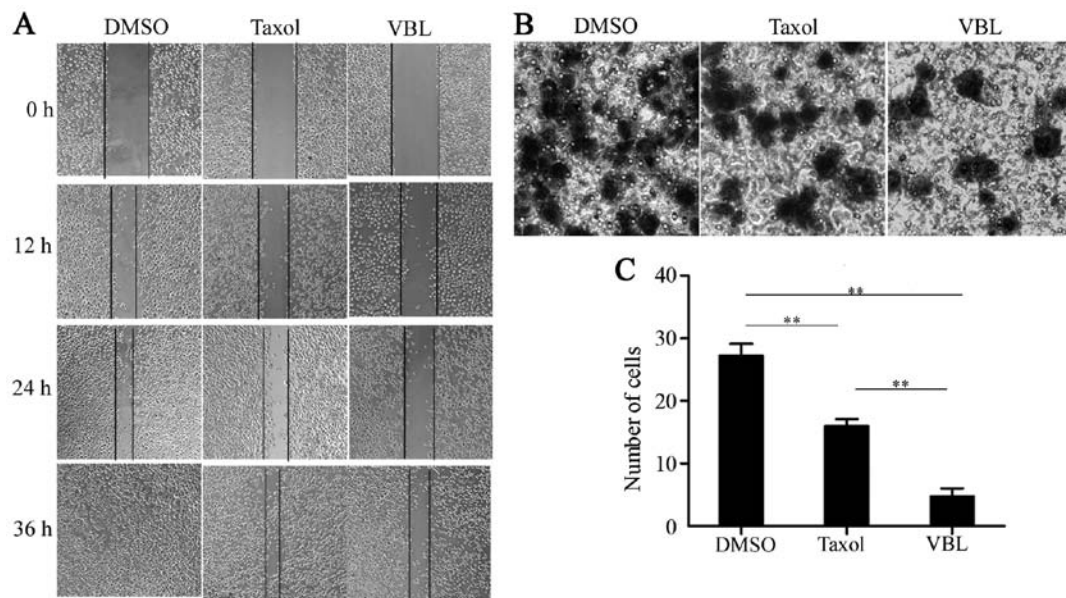 A
DMSO Taxol VBL
0 h
12 h
24 h
36 h
B
DMSO Taxol VBL
C
Number of cells
40
30
20
10
0
**
**
**
DMSO Taxol VBL